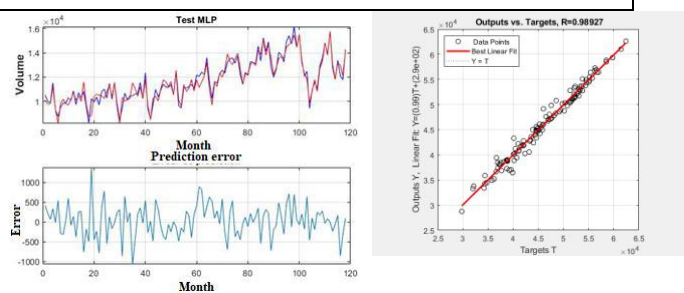 Test MLP
×10⁴
1.6
1.4
1.2
1
Volume
0 20 40 60 80 100 120
Month
Prediction error
1000
500
0
-500
-1000
Error
0 20 40 60 80 100 120
Month
Outputs vs. Targets, R=0.98927
×10⁴
6.5
6
5.5
5
4.5
4
3.5
3
2.5
Outputs Y, Linear Fit: Y=(0.99)T+(2.9e+02)
Data Points
Best Linear Fit
Y = T
2.5 3.5 4 5 4.5 5.5 6 6.5
Targets T
×10⁴